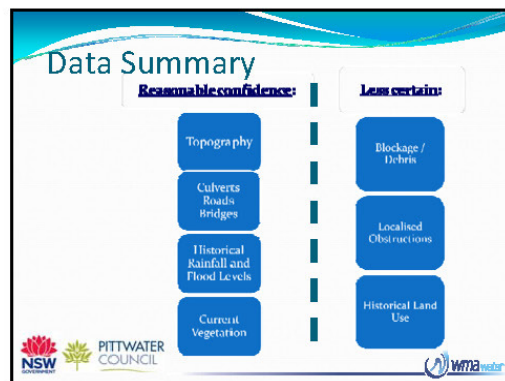 Data Summary
Reasonable confidence:
Topography
Culverts
Roads
Bridges
Historical
Rainfall and
Flood Levels
Current
Vegetation
Less certain:
Blockage /
Debris
Localised
Obstructions
Historical Land
Use
NSW
GOVERNMENT
PITTWATER
COUNCIL
wmawater